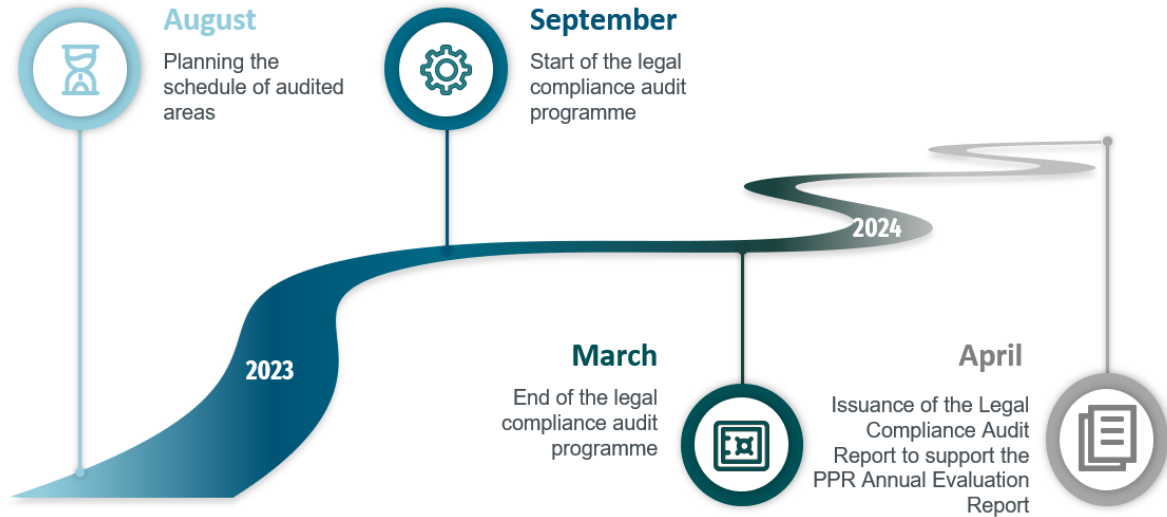 August
Planning the
schedule of audited
areas
September
Start of the legal
compliance audit
programme
2023
2024
March
End of the legal
compliance audit
programme
April
Issuance of the Legal
Compliance Audit
Report to support the
PPR Annual Evaluation
Report